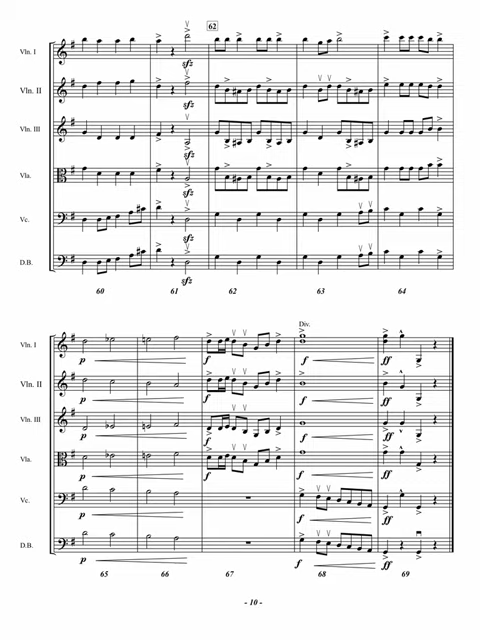 62
Vln. I
Vln. II
sfz
Vln. III
sfz
sfz
Vla.
sfz
Vc.
sfz
D.B.
sfz
60 61 62 63 64
Div.
Vln. I
p f f ff
Vln. II
p f f ff
Vln. III
p f f ff
Vla.
p f f ff
Vc.
p f ff
D.B.
p f ff
65 66 67 68 69
- 10 -